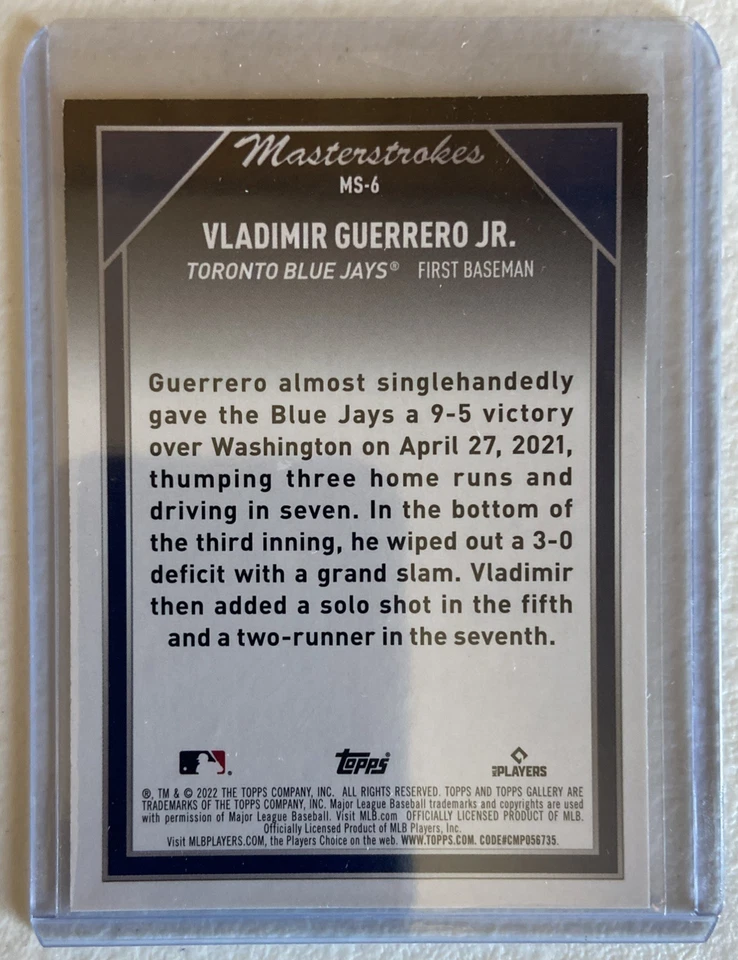 Masterstrokes
MS-6
VLADIMIR GUERRERO JR.
TORONTO BLUE JAYS® FIRST BASEMAN
Guerrero almost singlehandedly
gave the Blue Jays a 9-5 victory
over Washington on April 27, 2021,
thumping three home runs and
driving in seven. In the bottom of
the third inning, he wiped out a 3-0
deficit with a grand slam. Vladimir
then added a solo shot in the fifth
and a two-runner in the seventh.
Topps® MLB PLAYERS
®, TM & © 2022 THE TOPPS COMPANY, INC. ALL RIGHTS RESERVED. TOPPS AND TOPPS GALLERY ARE
TRADEMARKS OF THE TOPPS COMPANY, INC. Major League Baseball trademarks and copyrights are used
with permission of Major League Baseball. Visit MLB.com OFFICIALLY LICENSED PRODUCT OF MLB.
Officially Licensed Product of MLB Players, Inc.
Visit MLBPLAYERS.COM, the Players Choice on the web. WWW.TOPPS.COM. CODE#CMP056735.